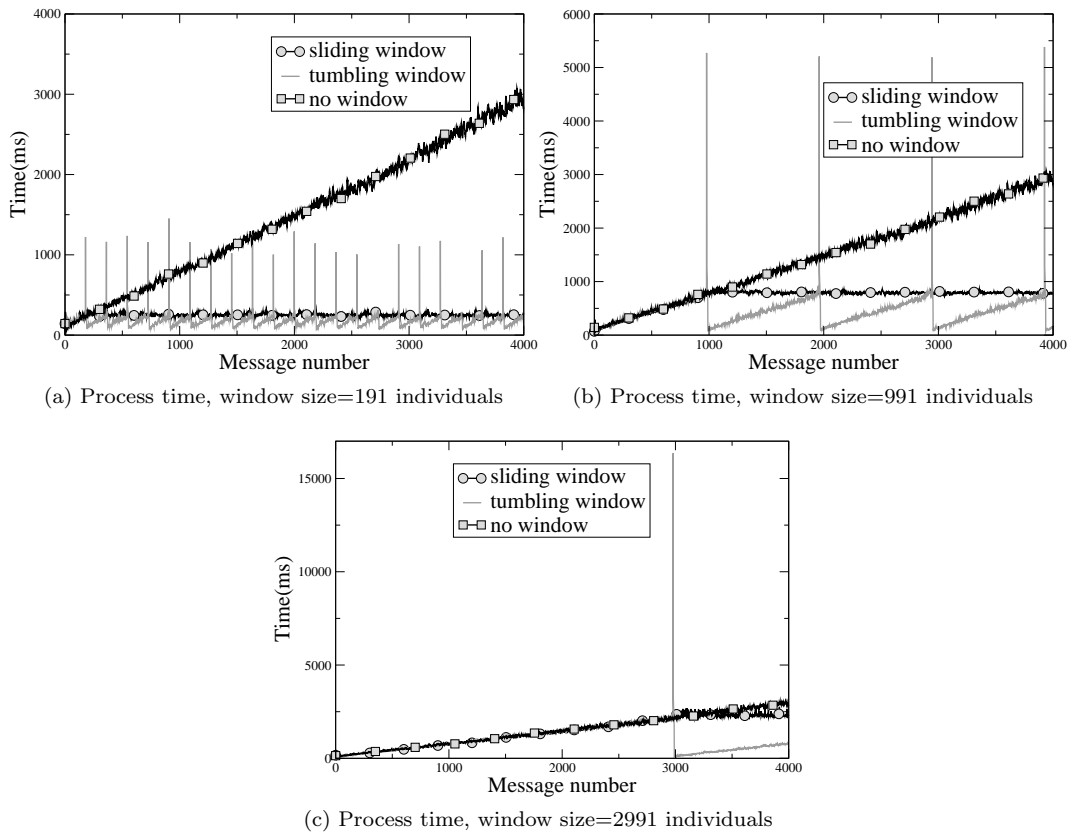 4000
3000
2000
1000
0
Time(ms)
sliding window
tumbling window
no window
0 1000 2000 3000 4000
Message number
(a) Process time, window size=191 individuals
6000
5000
4000
3000
2000
1000
0
Time(ms)
sliding window
tumbling window
no window
0 1000 2000 3000 4000
Message number
(b) Process time, window size=991 individuals
15000
10000
5000
0
Time(ms)
sliding window
tumbling window
no window
0 1000 2000 3000 4000
Message number
(c) Process time, window size=2991 individuals